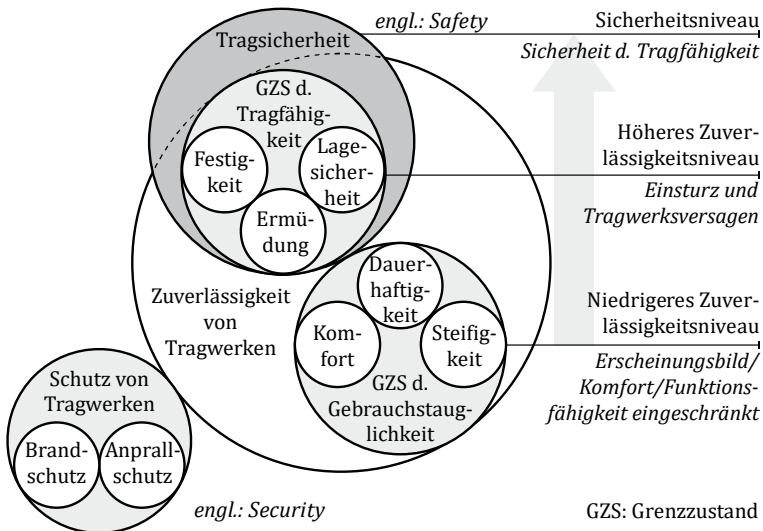 Tragsicherheit
engl.: Safety
Sicherheitsniveau
Sicherheit d. Tragfähigkeit
GZS d.
Tragfähig-
keit
Festig-
keit
Lage-
sicher-
heit
Ermü-
dung
Höheres Zuver-
lässigkeitsniveau
Einsturz und
Tragwerksversagen
Zuverlässigkeit
von
Tragwerken
Dauer-
haftig-
keit
Kom-
fort
Steifig-
keit
GZS d.
Gebrauchstaug-
lichkeit
Niedrigeres Zuver-
lässigkeitsniveau
Erscheinungsbild/
Komfort/Funktions-
fähigkeit eingeschränkt
Schutz von
Tragwerken
Brand-
schutz
Anprall-
schutz
engl.: Security
GZS: Grenzzustand